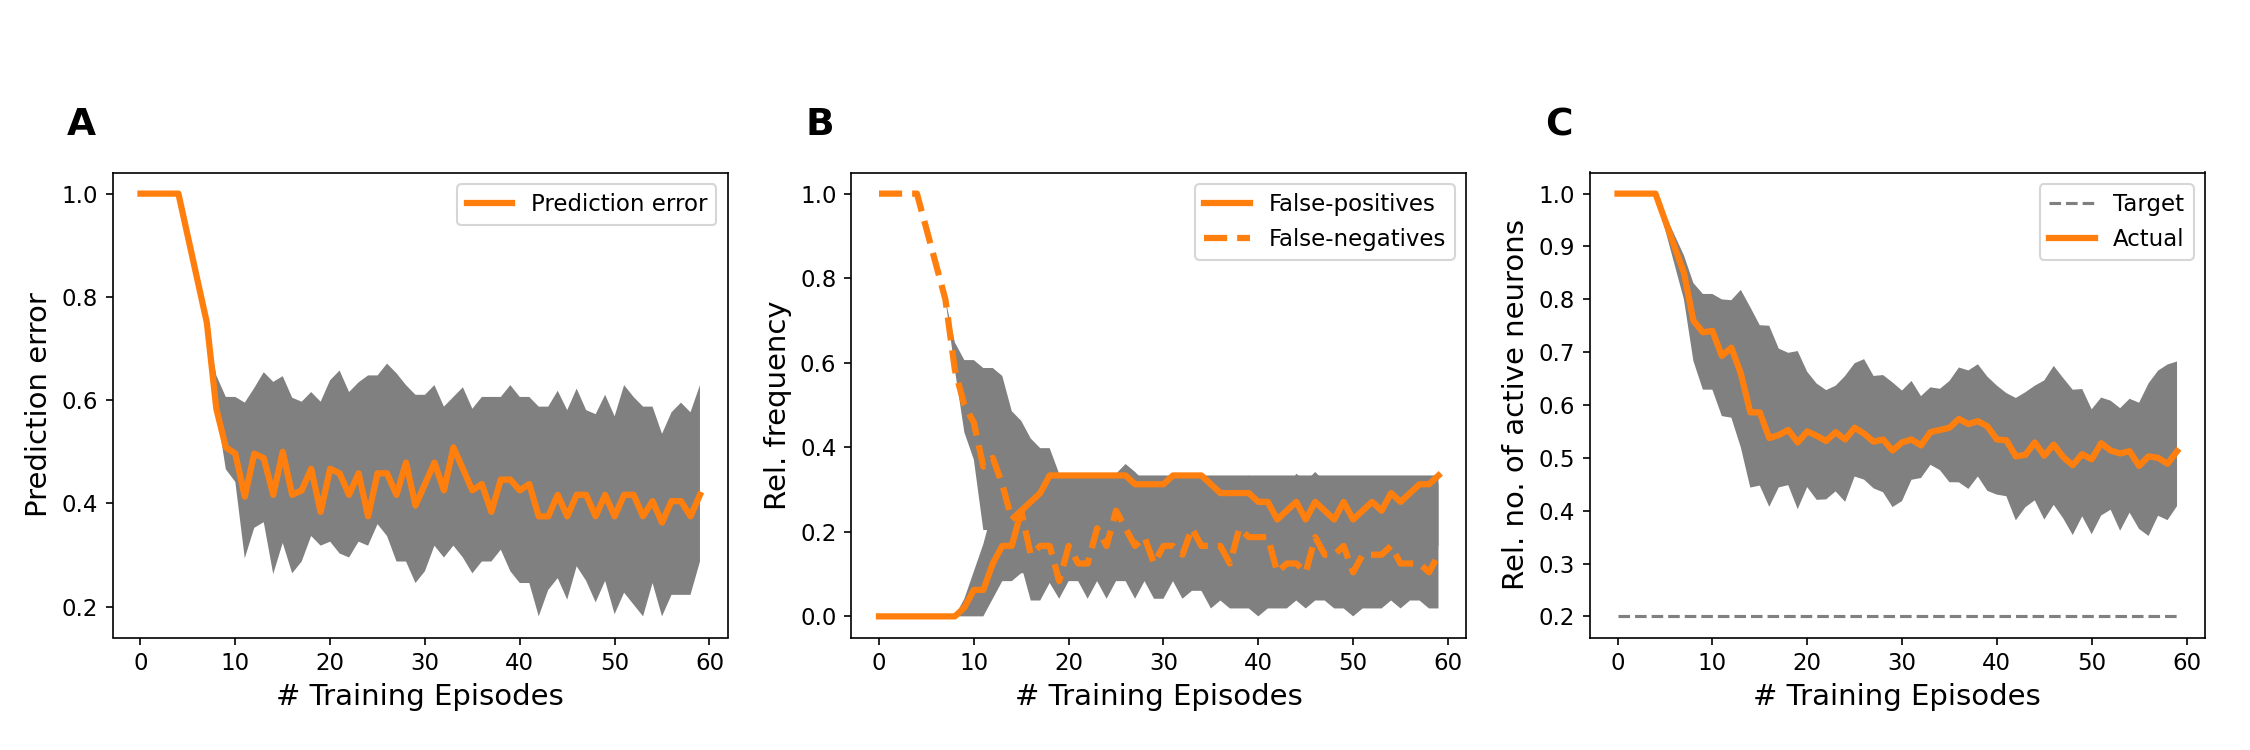 A
B
C
Prediction error
1.0
0.8
0.6
0.4
0.2
0
10
20
30
40
50
60
# Training Episodes
Prediction error
Rel. frequency
1.0
0.8
0.6
0.4
0.2
0.0
0
10
20
30
40
50
60
# Training Episodes
False-positives
False-negatives
Rel. no. of active neurons
1.0
0.9
0.8
0.7
0.6
0.5
0.4
0.3
0.2
0
10
20
30
40
50
60
# Training Episodes
Target
Actual